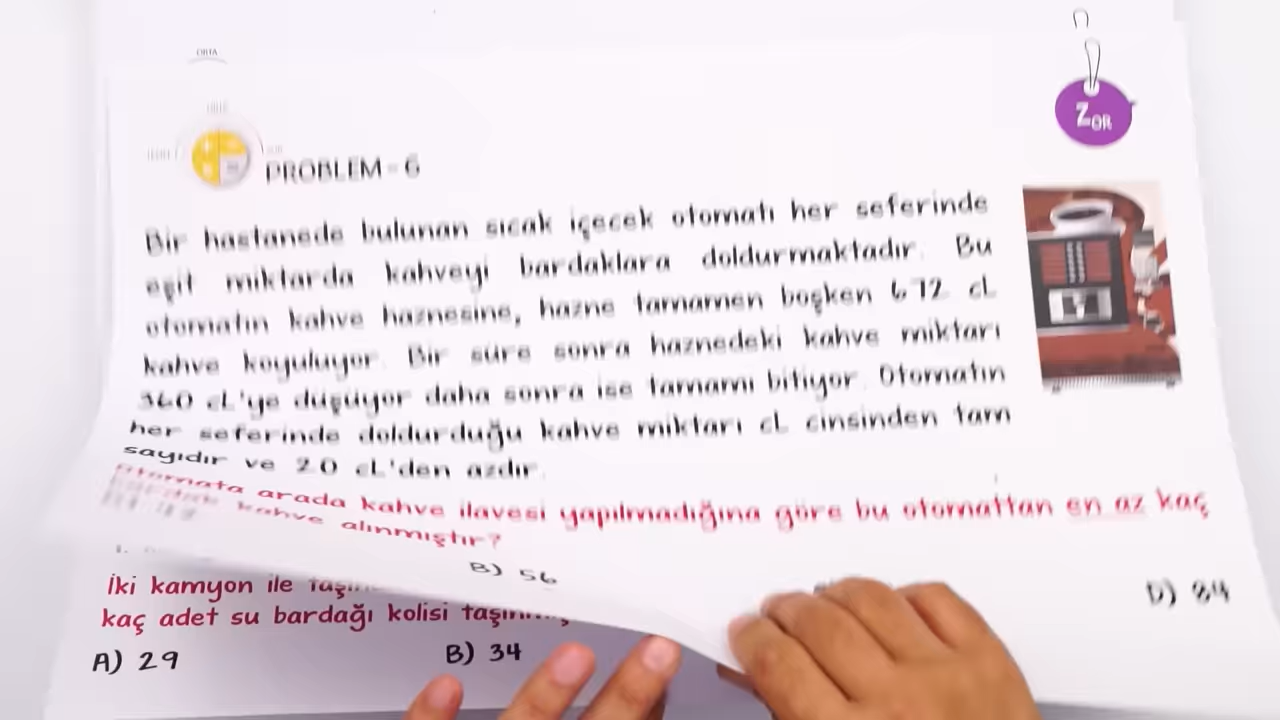 ORTA
ZOR
PROBLEM - 6
Bir hastanede bulunan sıcak içecek otomatı her seferinde
eşit miktarda kahveyi bardaklara doldurmaktadır. Bu
otomatın kahve haznesine, hazne tamamen boşken 672 cL
kahve koyuluyor. Bir süre sonra haznedeki kahve miktarı
360 cL'ye düşüyor daha sonra ise tamamı bitiyor. Otomatın
her seferinde doldurduğu kahve miktarı cL cinsinden tam
sayıdır ve 20 cL'den azdır.
Otomata arada kahve ilavesi yapılmadığına göre bu otomattan en az kaç
bardak kahve alınmıştır?
B) 56
D) 84
İki kamyon ile
kaç adet su bardağı kolisi
A) 29
B) 34